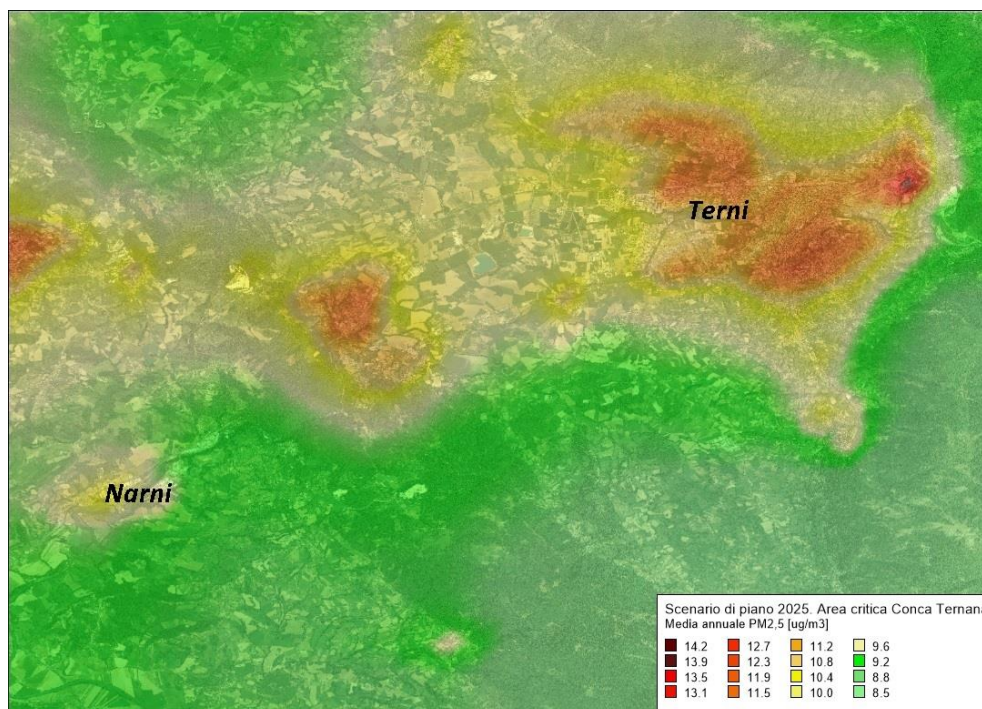 Terni
Narni
Scenario di piano 2025. Area critica Conca Ternana
Media annuale PM2,5 [ug/m3]
14.2 12.7 11.2 9.6
13.9 12.3 10.8 9.2
13.5 11.9 10.4 8.8
13.1 11.5 10.0 8.5